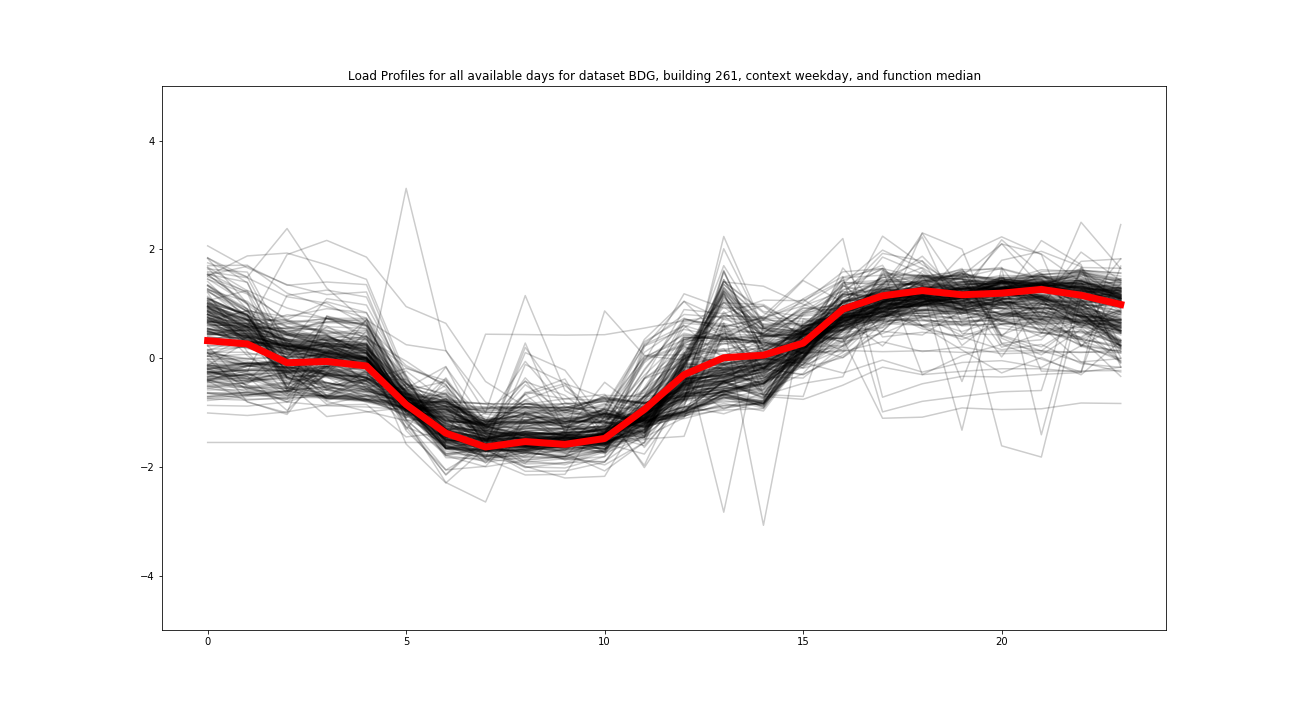 Load Profiles for all available days for dataset BDG, building 261, context weekday, and function median
4
2
0
−2
−4
0 5 10 15 20